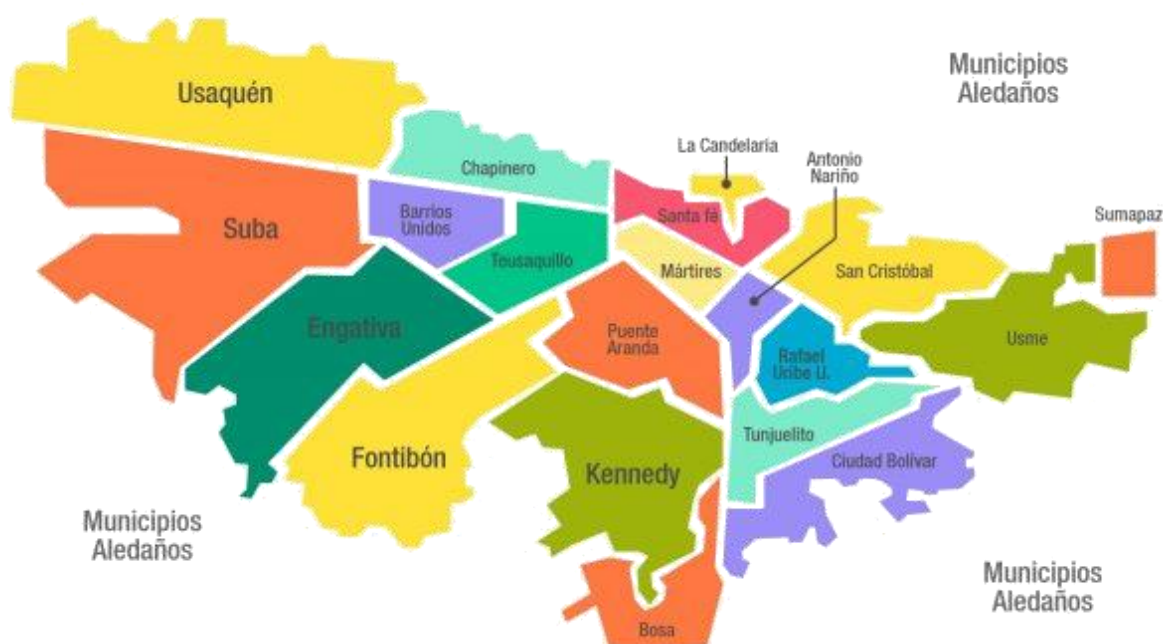 Usaquén
Municipios
Aledaños
Chapinero
La Candelaria
Antonio
Nariño
Suba
Barrios
Unidos
Santa fé
Sumapaz
Teusaquillo
Mártires
San Cristóbal
Engativa
Puente
Aranda
Rafael
Uribe U.
Usme
Fontibón
Kennedy
Tunjuelito
Ciudad Bolívar
Municipios
Aledaños
Municipios
Aledaños
Bosa